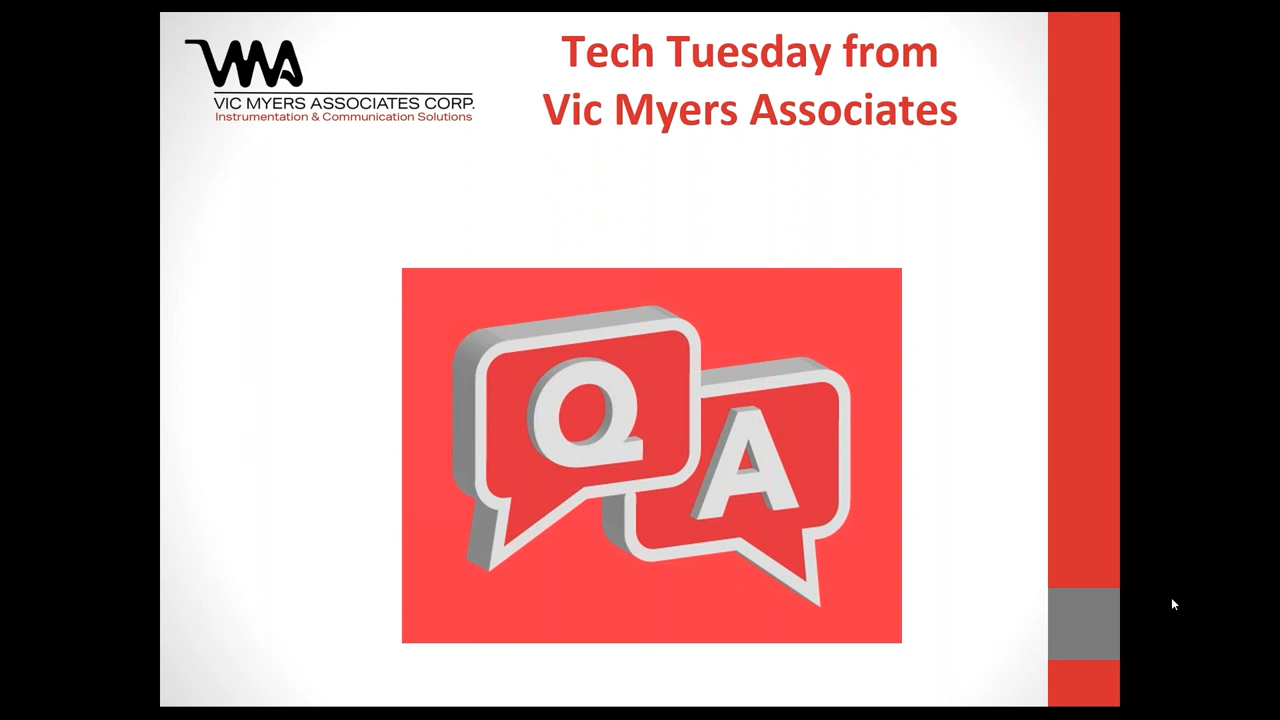 VMA
VIC MYERS ASSOCIATES CORP.
Instrumentation & Communication Solutions
Tech Tuesday from
Vic Myers Associates
Q
A